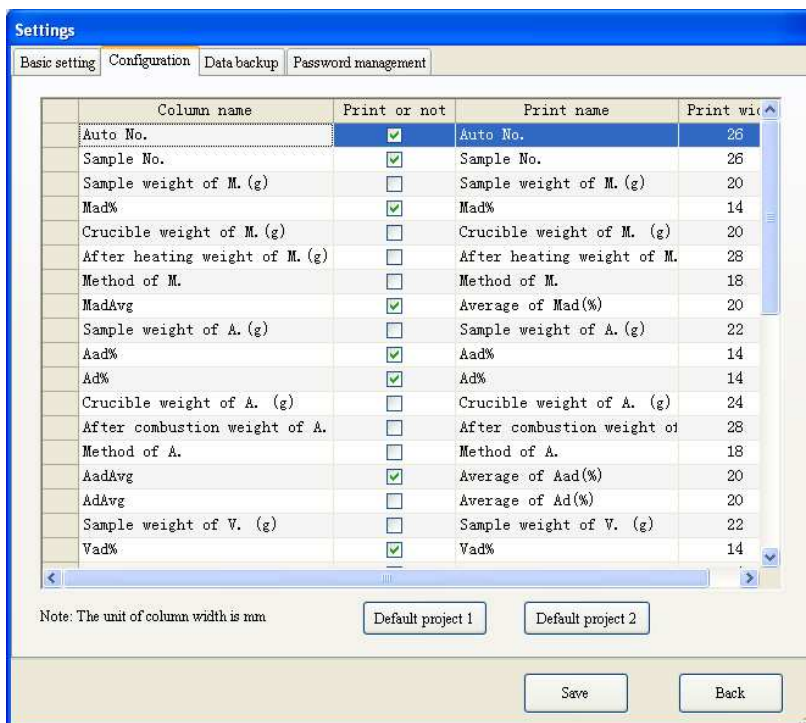 Settings
Basic setting Configuration Data backup Password management
Column name Print or not Print name Print wi
Auto No. Auto No. 26
Sample No. Sample No. 26
Sample weight of M.(g) Sample weight of M.(g) 20
Mad% Mad% 14
Crucible weight of M.(g) Crucible weight of M. (g) 20
After heating weight of M.(g) After heating weight of M. 28
Method of M. Method of M. 18
MadAvg Average of Mad(%) 20
Sample weight of A.(g) Sample weight of A.(g) 22
Aad% Aad% 14
Ad% Ad% 14
Crucible weight of A. (g) Crucible weight of A. (g) 24
After combustion weight of A. After combustion weight of 28
Method of A. Method of A. 18
AadAvg Average of Aad(%) 20
AdAvg Average of Ad(%) 20
Sample weight of V. (g) Sample weight of V. (g) 22
Vad% Vad% 14
Note: The unit of column width is mm Default project 1 Default project 2
Save Back